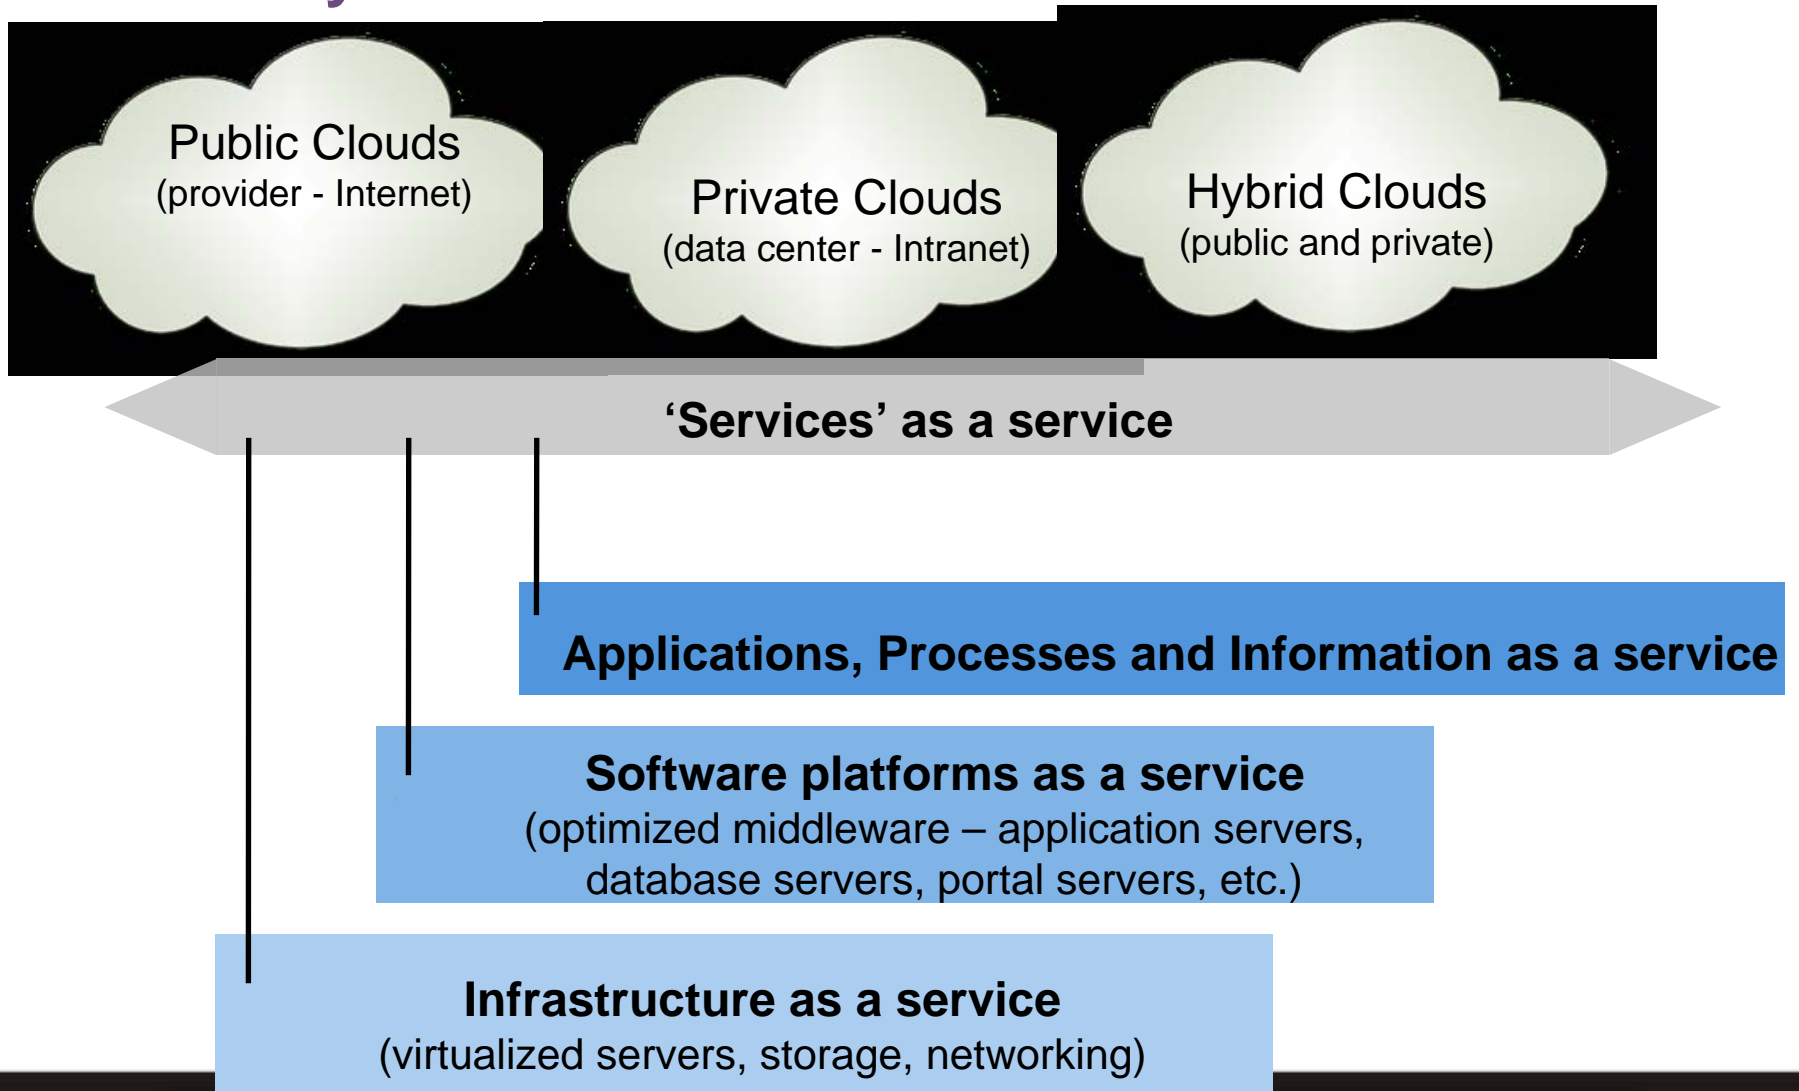 Public Clouds
(provider - Internet)
Private Clouds
(data center - Intranet)
Hybrid Clouds
(public and private)
‘Services’ as a service
Applications, Processes and Information as a service
Software platforms as a service
(optimized middleware – application servers,
database servers, portal servers, etc.)
Infrastructure as a service
(virtualized servers, storage, networking)